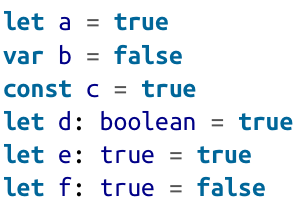 let a = true
var b = false
const c = true
let d: boolean = true
let e: true = true
let f: true = false